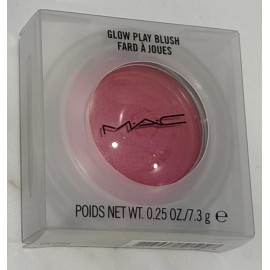 GLOW PLAY BLUSH
FARD À JOUES
MAC
POIDS NET WT. 0.25 OZ./7.3 g ℮